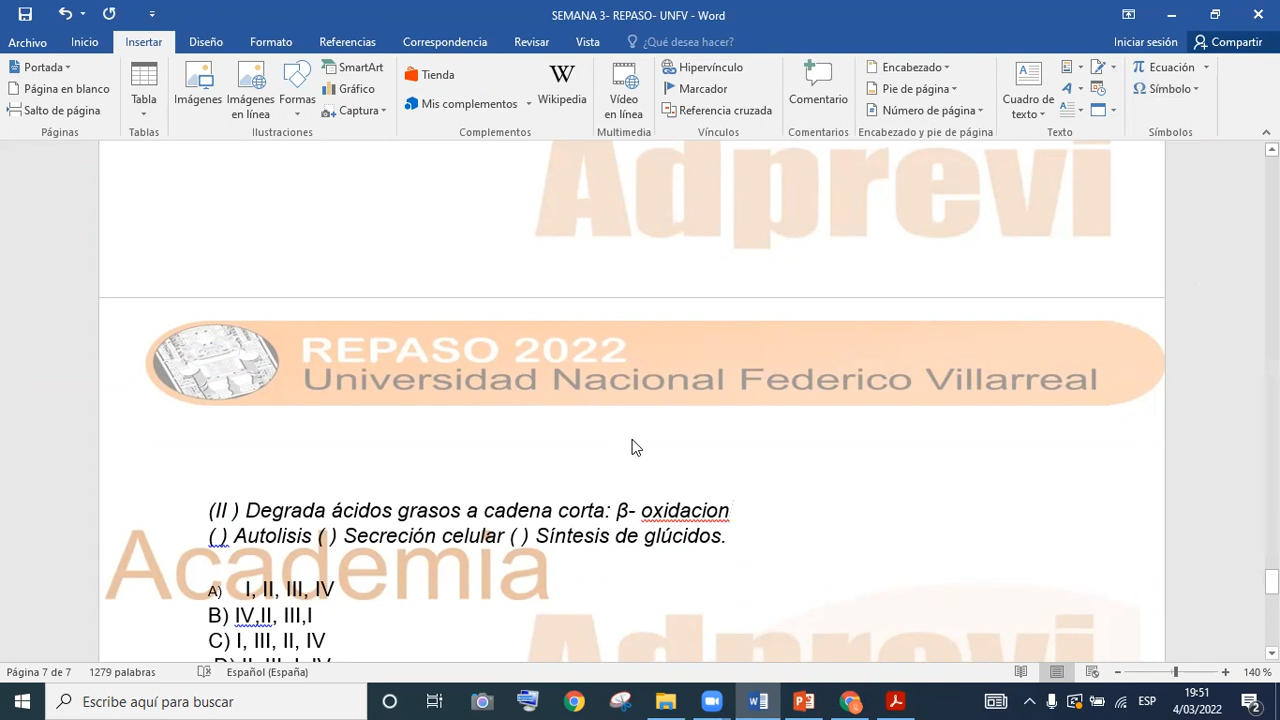 SEMANA 3- REPASO- UNFV - Word
Archivo Inicio Insertar Diseño Formato Referencias Correspondencia Revisar Vista ¿Qué desea hacer? Iniciar sesión Compartir
Portada
Página en blanco
Salto de página
Páginas
Tabla
Tablas
Imágenes
Imágenes en línea
Formas
SmartArt
Gráfico
Captura
Ilustraciones
Tienda
Mis complementos
Wikipedia
Complementos
Vídeo en línea
Multimedia
Hipervínculo
Marcador
Referencia cruzada
Vínculos
Comentario
Comentarios
Encabezado
Pie de página
Número de página
Encabezado y pie de página
Cuadro de texto
Texto
Ecuación
Símbolo
Símbolos
Adprevi
REPASO 2022
Universidad Nacional Federico Villarreal
(II ) Degrada ácidos grasos a cadena corta: β- oxidacion
( ) Autolisis ( ) Secreción celular ( ) Síntesis de glúcidos.
Academia
A) I, II, III, IV
B) IV,II, III,I
C) I, III, II, IV
Adprevi
Página 7 de 7 1279 palabras Español (España) 140 %
Escribe aquí para buscar
ESP
19:51
4/03/2022
2